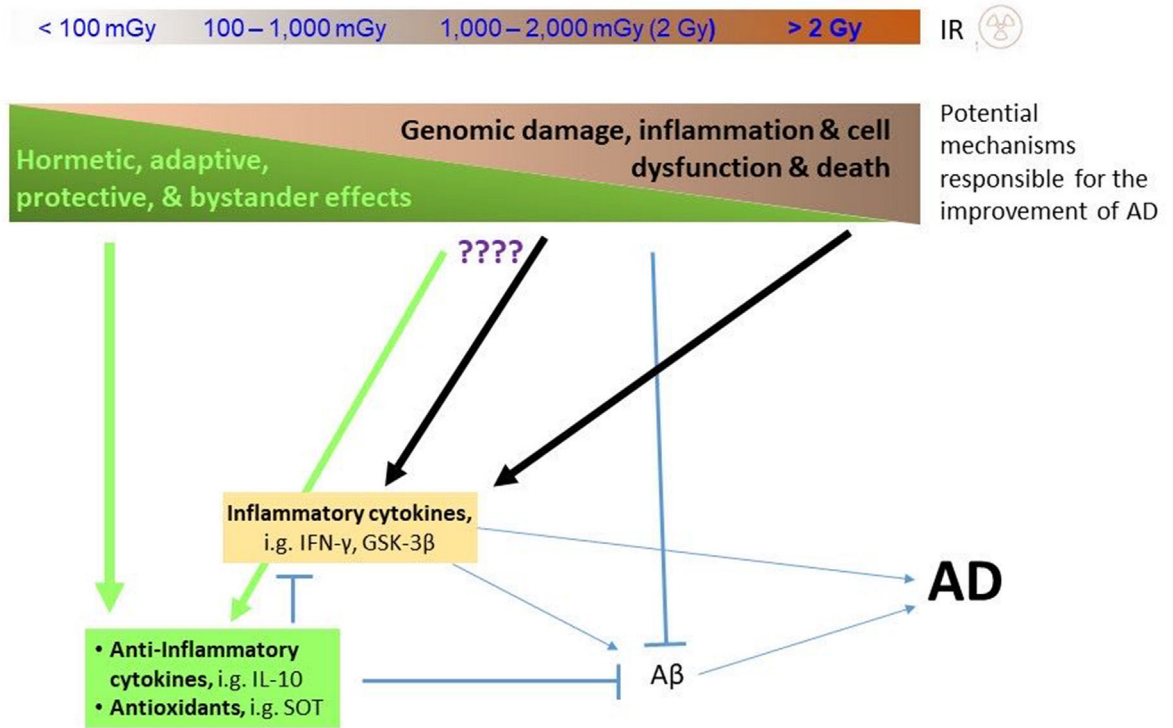 < 100 mGy 100 – 1,000 mGy 1,000 – 2,000 mGy (2 Gy) > 2 Gy IR
Potential
mechanisms
responsible for the
improvement of AD
Genomic damage, inflammation & cell
dysfunction & death
Hormetic, adaptive,
protective, & bystander effects
????
Inflammatory cytokines,
i.g. IFN-γ, GSK-3β
AD
• Anti-Inflammatory
cytokines, i.g. IL-10
• Antioxidants, i.g. SOT
Aβ